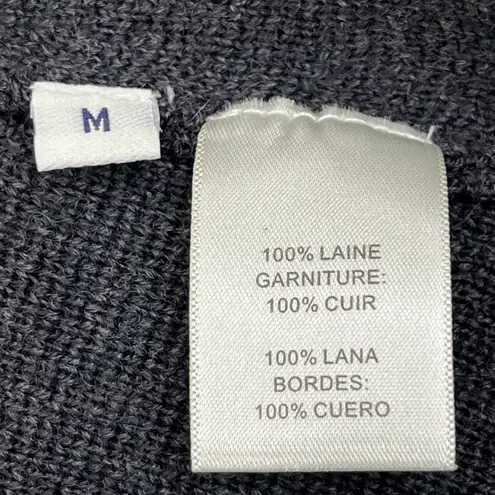 M
100% LAINE
GARNITURE:
100% CUIR
100% LANA
BORDES:
100% CUERO